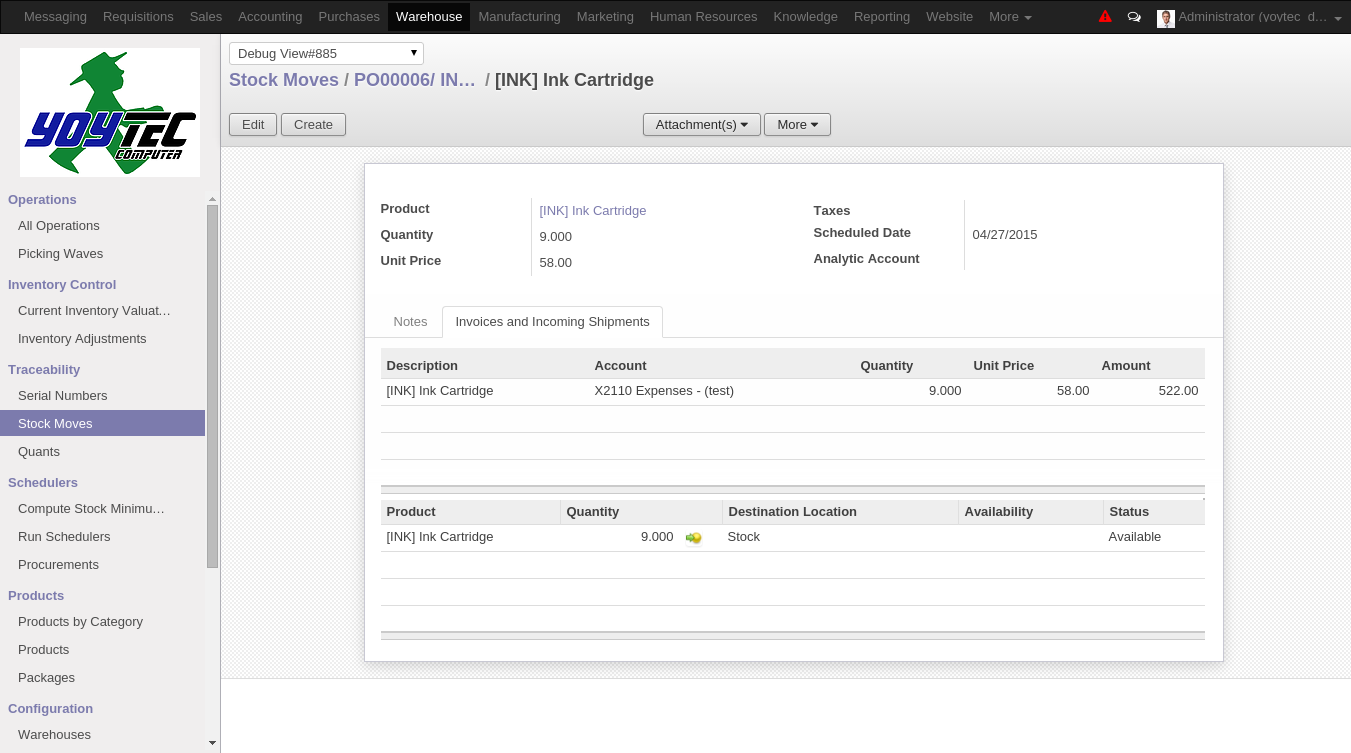 Messaging Requisitions Sales Accounting Purchases Warehouse Manufacturing Marketing Human Resources Knowledge Reporting Website More Administrator (yoytec_d…
Debug View#885
Stock Moves / PO00006/ IN… / [INK] Ink Cartridge
Edit Create Attachment(s) More
YOYTEC
COMPUTER
Operations
All Operations
Picking Waves
Inventory Control
Current Inventory Valuat…
Inventory Adjustments
Traceability
Serial Numbers
Stock Moves
Quants
Schedulers
Compute Stock Minimu…
Run Schedulers
Procurements
Products
Products by Category
Products
Packages
Configuration
Warehouses
Product [INK] Ink Cartridge
Quantity 9.000
Unit Price 58.00
Taxes
Scheduled Date 04/27/2015
Analytic Account
Notes Invoices and Incoming Shipments
Description Account Quantity Unit Price Amount
[INK] Ink Cartridge X2110 Expenses - (test) 9.000 58.00 522.00
Product Quantity Destination Location Availability Status
[INK] Ink Cartridge 9.000 Stock Available